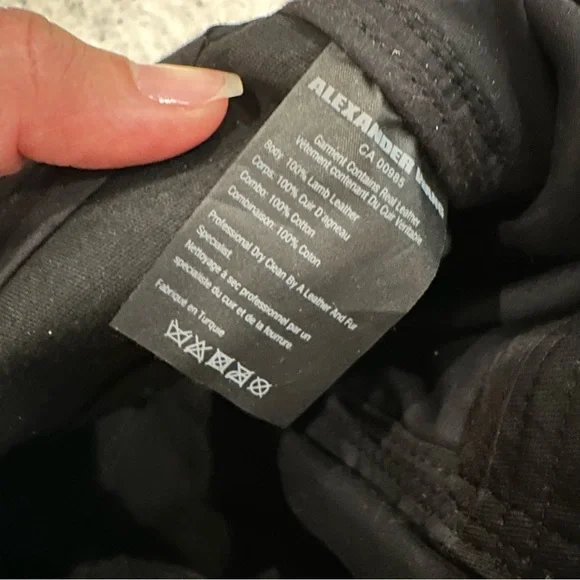 ALEXANDER WANG
CA 00985
Garment Contains Real Leather
Vêtement contenant Du Cuir Veritable
Body: 100% Lamb Leather
Corps: 100% Cuir D'agneau
Combo: 100% Cotton
Combinaison: 100% Coton
Professional Dry Clean By A Leather And Fur
Specialist.
Nettoyage à sec professionnel par un
spécialiste du cuir et de la fourrure.
Fabriqué en Turquie